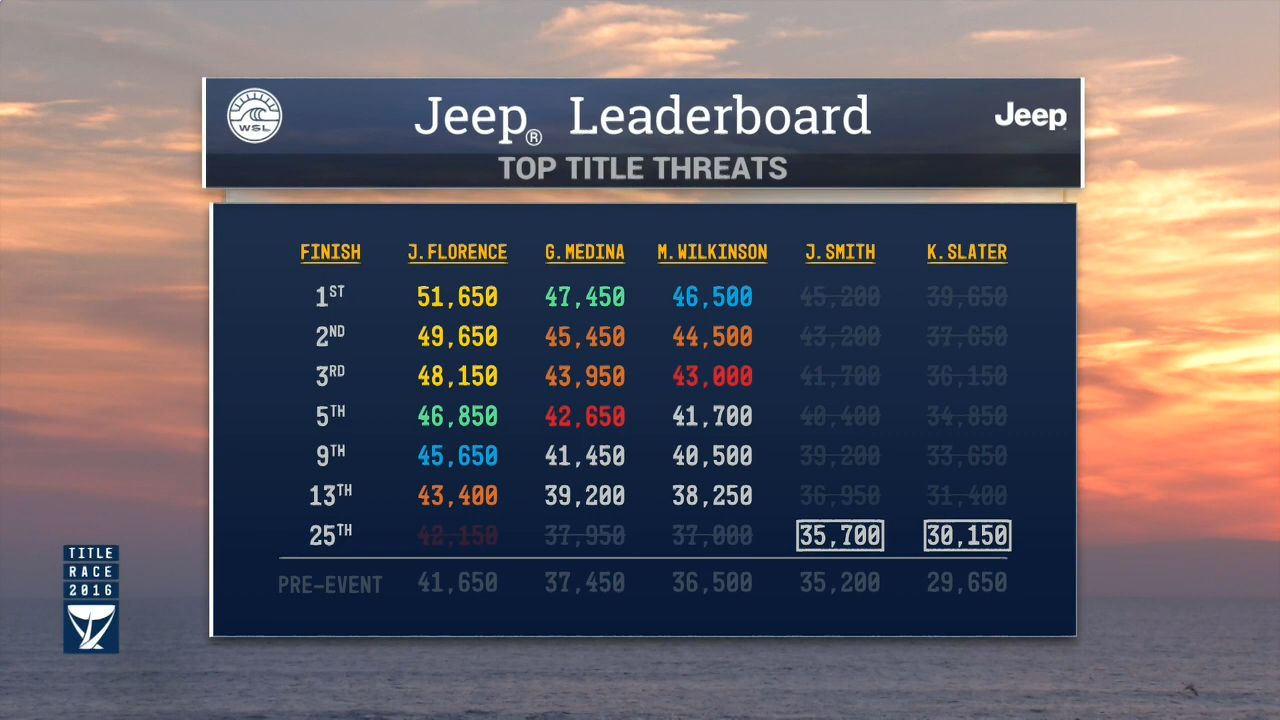 WSL
Jeep® Leaderboard
Jeep
TOP TITLE THREATS
FINISH J.FLORENCE G.MEDINA M.WILKINSON J.SMITH K.SLATER
1ST 51,650 47,450 46,500 45,200 39,650
2ND 49,650 45,450 44,500 43,200 37,650
3RD 48,150 43,950 43,000 41,700 36,150
5TH 46,850 42,650 41,700 40,400 34,850
9TH 45,650 41,450 40,500 39,200 33,650
13TH 43,400 39,200 38,250 36,950 31,400
25TH 42,150 37,950 37,000 35,700 30,150
PRE-EVENT 41,650 37,450 36,500 35,200 29,650
TITLE
RACE
2016